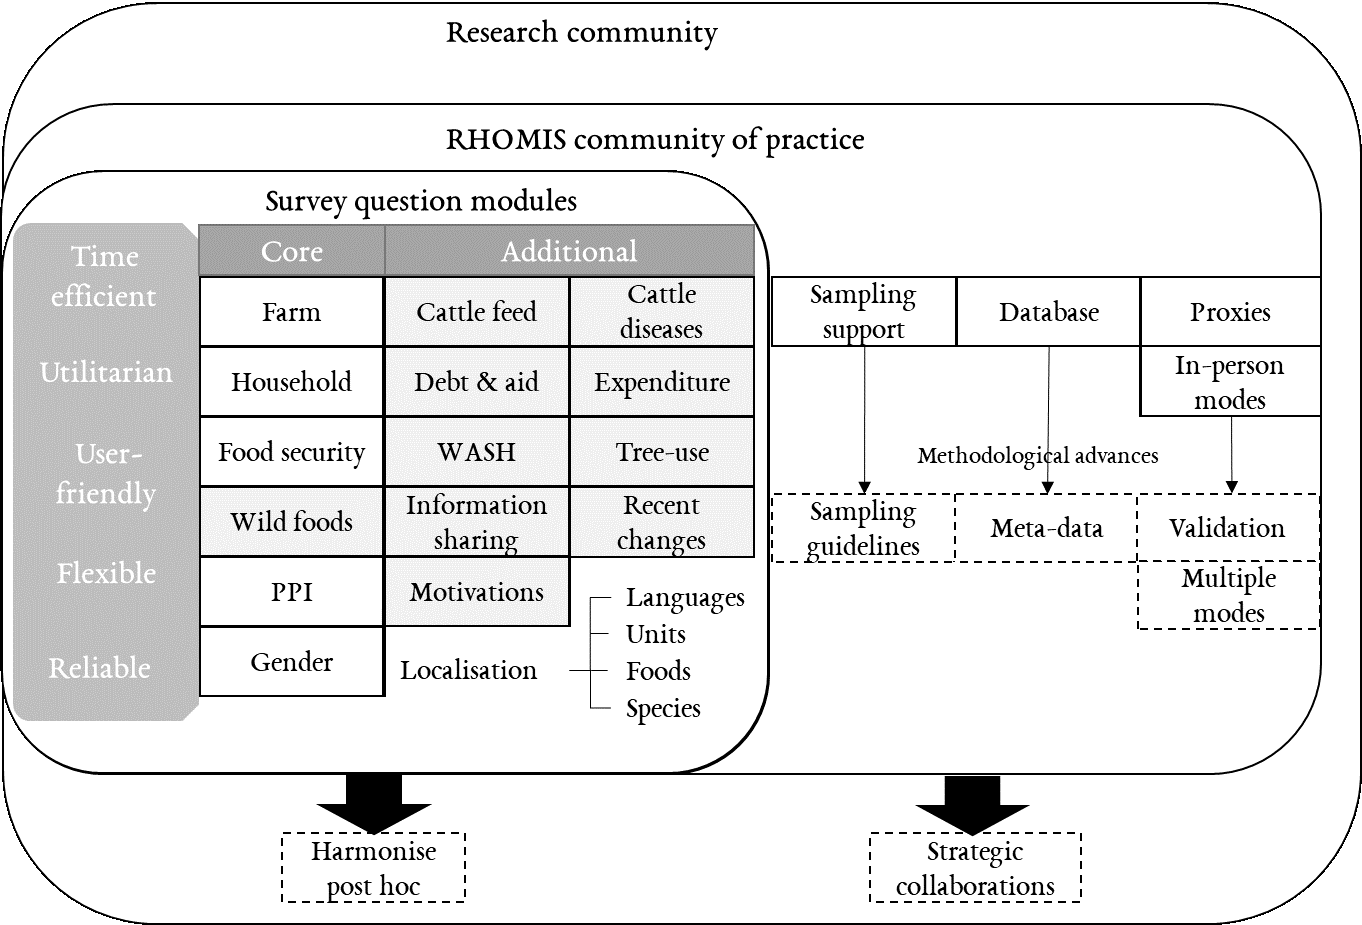 Research community
RHOMIS community of practice
Survey question modules
Time
efficient
Utilitarian
User-
friendly
Flexible
Reliable
Core
Additional
Farm
Cattle feed
Cattle
diseases
Household
Debt & aid
Expenditure
Food security
WASH
Tree-use
Wild foods
Information
sharing
Recent
changes
PPI
Motivations
Gender
Localisation
Languages
Units
Foods
Species
Sampling
support
Database
Proxies
In-person
modes
Methodological advances
Sampling
guidelines
Meta-data
Validation
Multiple
modes
Harmonise
post hoc
Strategic
collaborations